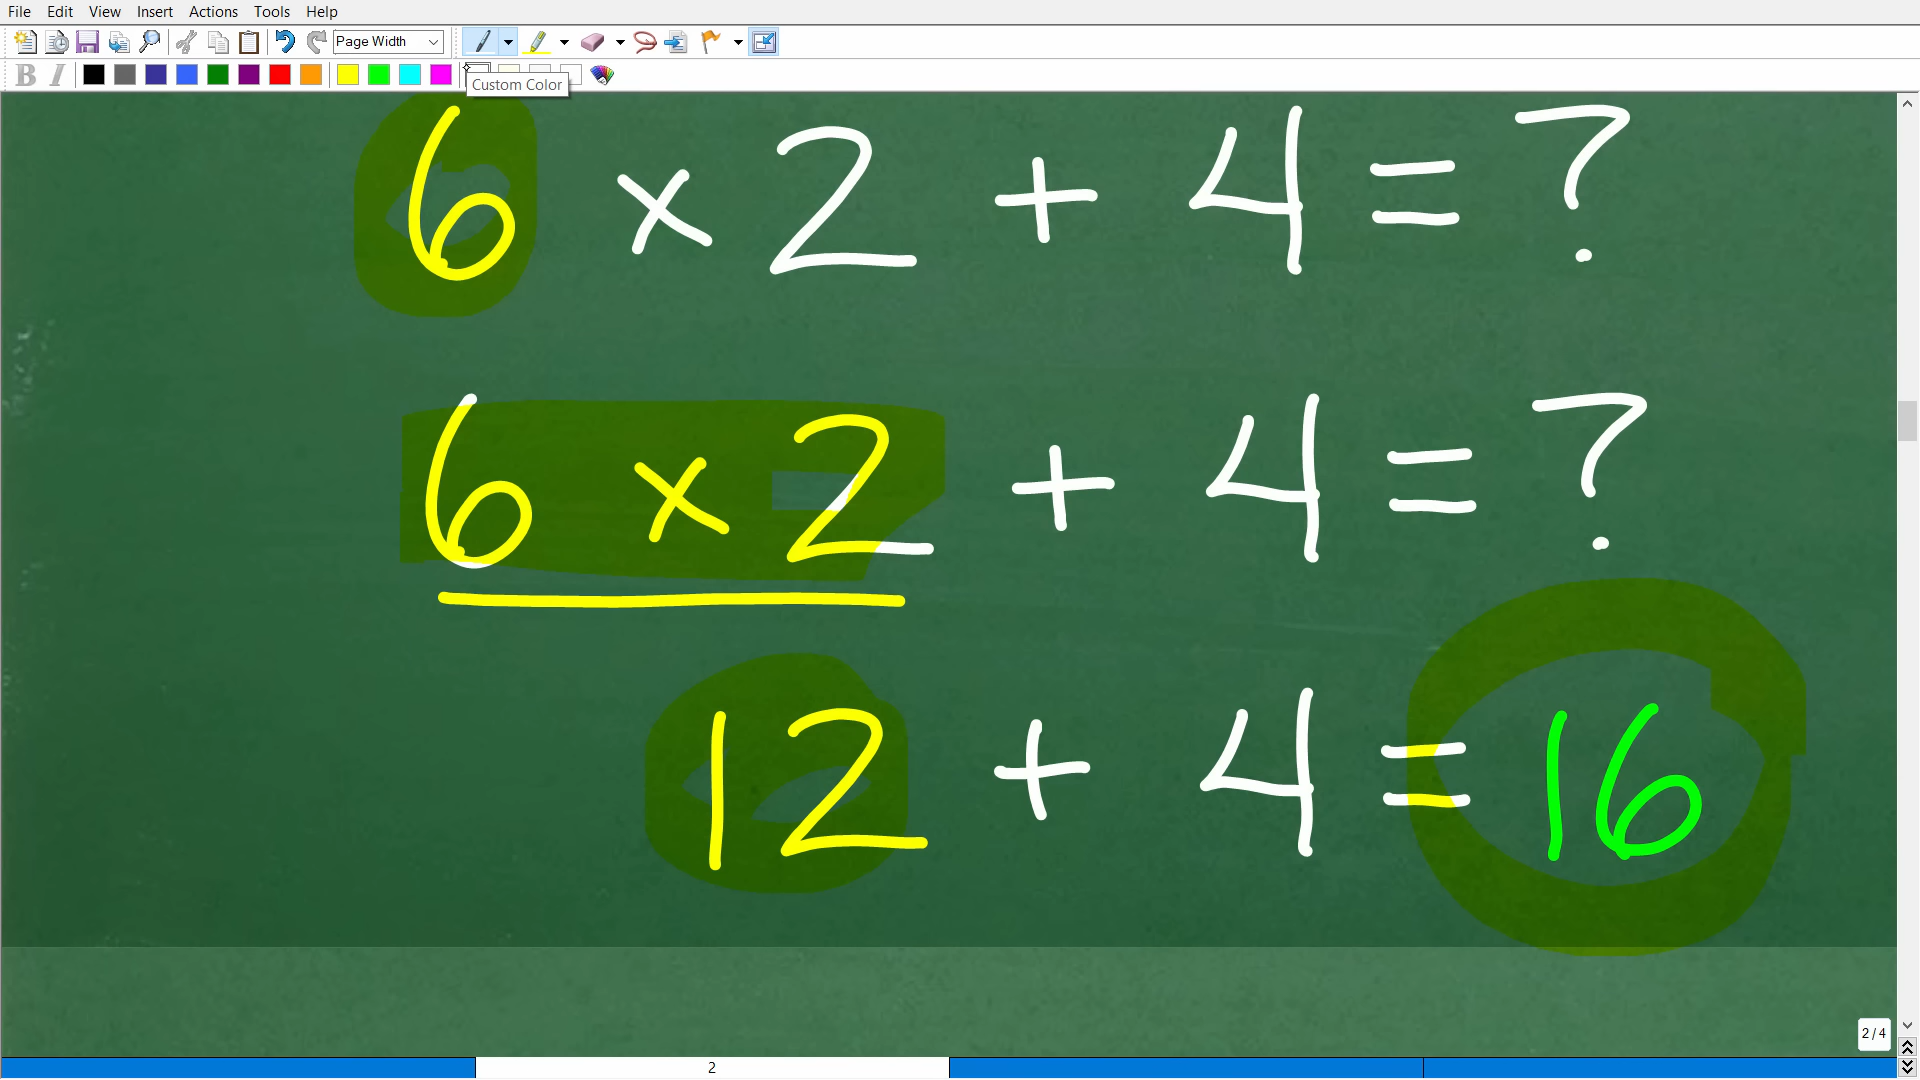 File Edit View Insert Actions Tools Help
Page Width
B I
Custom Color
6 × 2 + 4 = ?
6 × 2 + 4 = ?
12 + 4 = 16
2 / 4
2